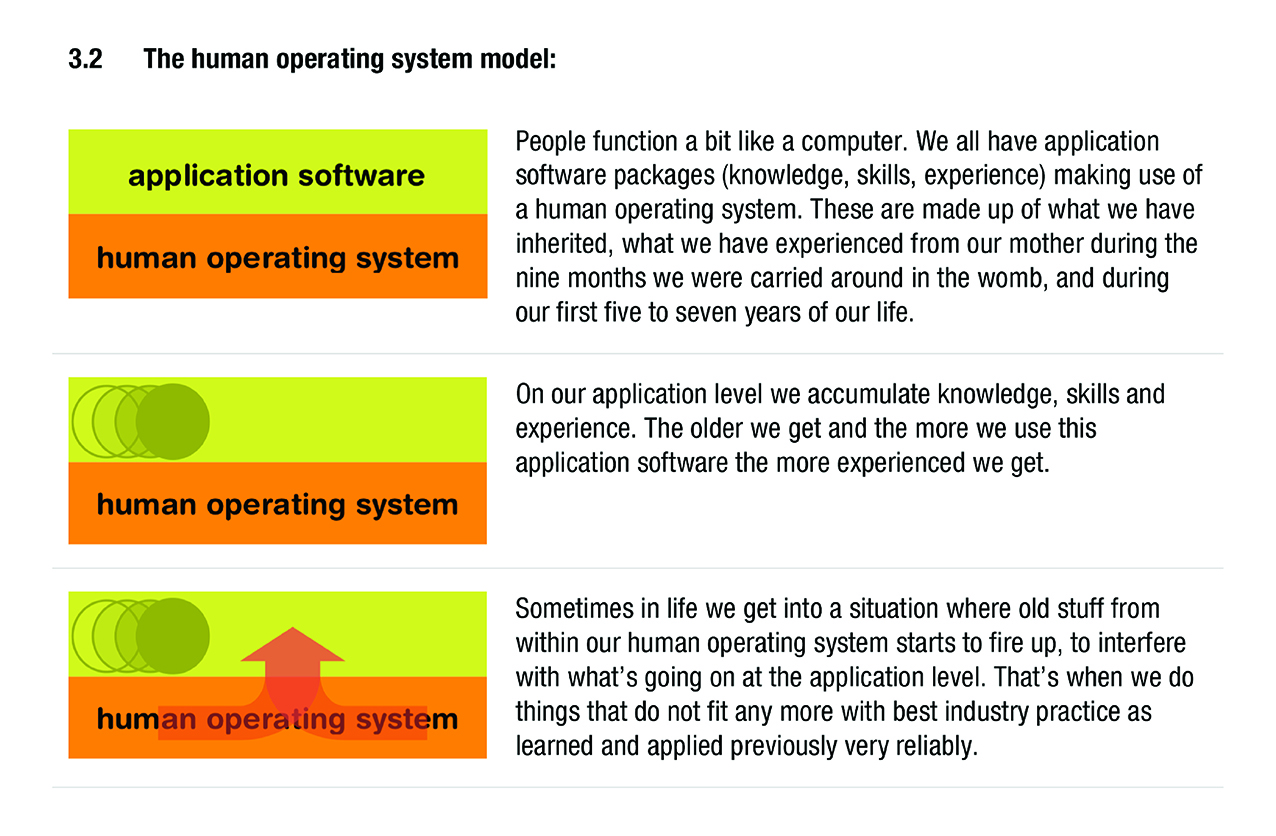 3.2 The human operating system model:
application software
human operating system
People function a bit like a computer. We all have application
software packages (knowledge, skills, experience) making use of
a human operating system. These are made up of what we have
inherited, what we have experienced from our mother during the
nine months we were carried around in the womb, and during
our first five to seven years of our life.
human operating system
On our application level we accumulate knowledge, skills and
experience. The older we get and the more we use this
application software the more experienced we get.
human operating system
Sometimes in life we get into a situation where old stuff from
within our human operating system starts to fire up, to interfere
with what’s going on at the application level. That’s when we do
things that do not fit any more with best industry practice as
learned and applied previously very reliably.